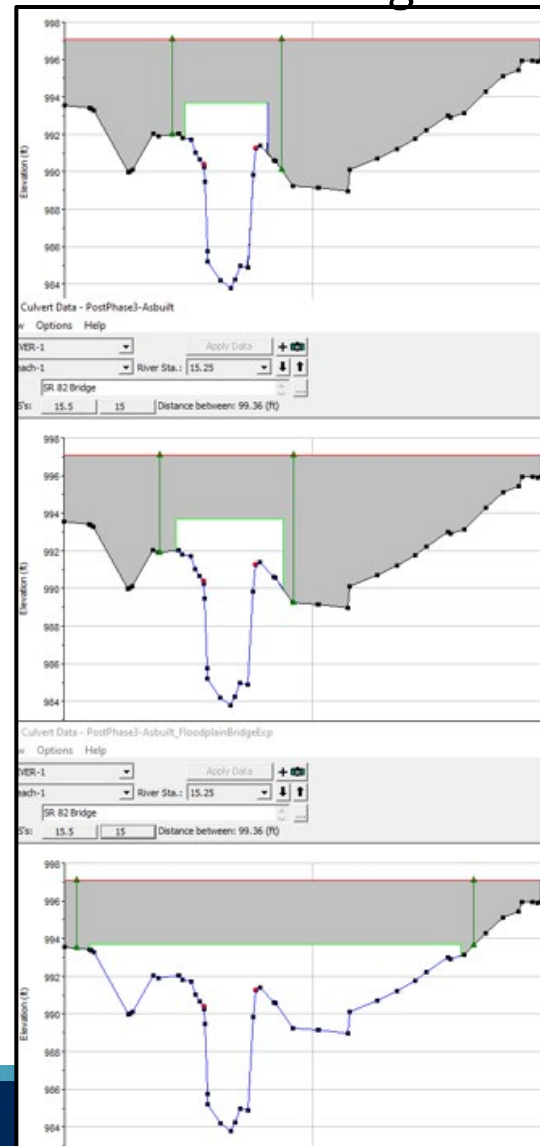 998
996
994
992
990
988
986
984
Elevation (ft)
Culvert Data - PostPhase3-Asbuilt
Options Help
Apply Data
River Sta.: 15.25
SR 82 Bridge
15.5 15 Distance between: 99.36 (ft)
998
996
994
992
990
988
986
984
Elevation (ft)
Culvert Data - PostPhase3-Asbuilt_FloodplainBridgeExp
Options Help
Apply Data
River Sta.: 15.25
SR 82 Bridge
15.5 15 Distance between: 99.36 (ft)
998
996
994
992
990
988
986
984
Elevation (ft)